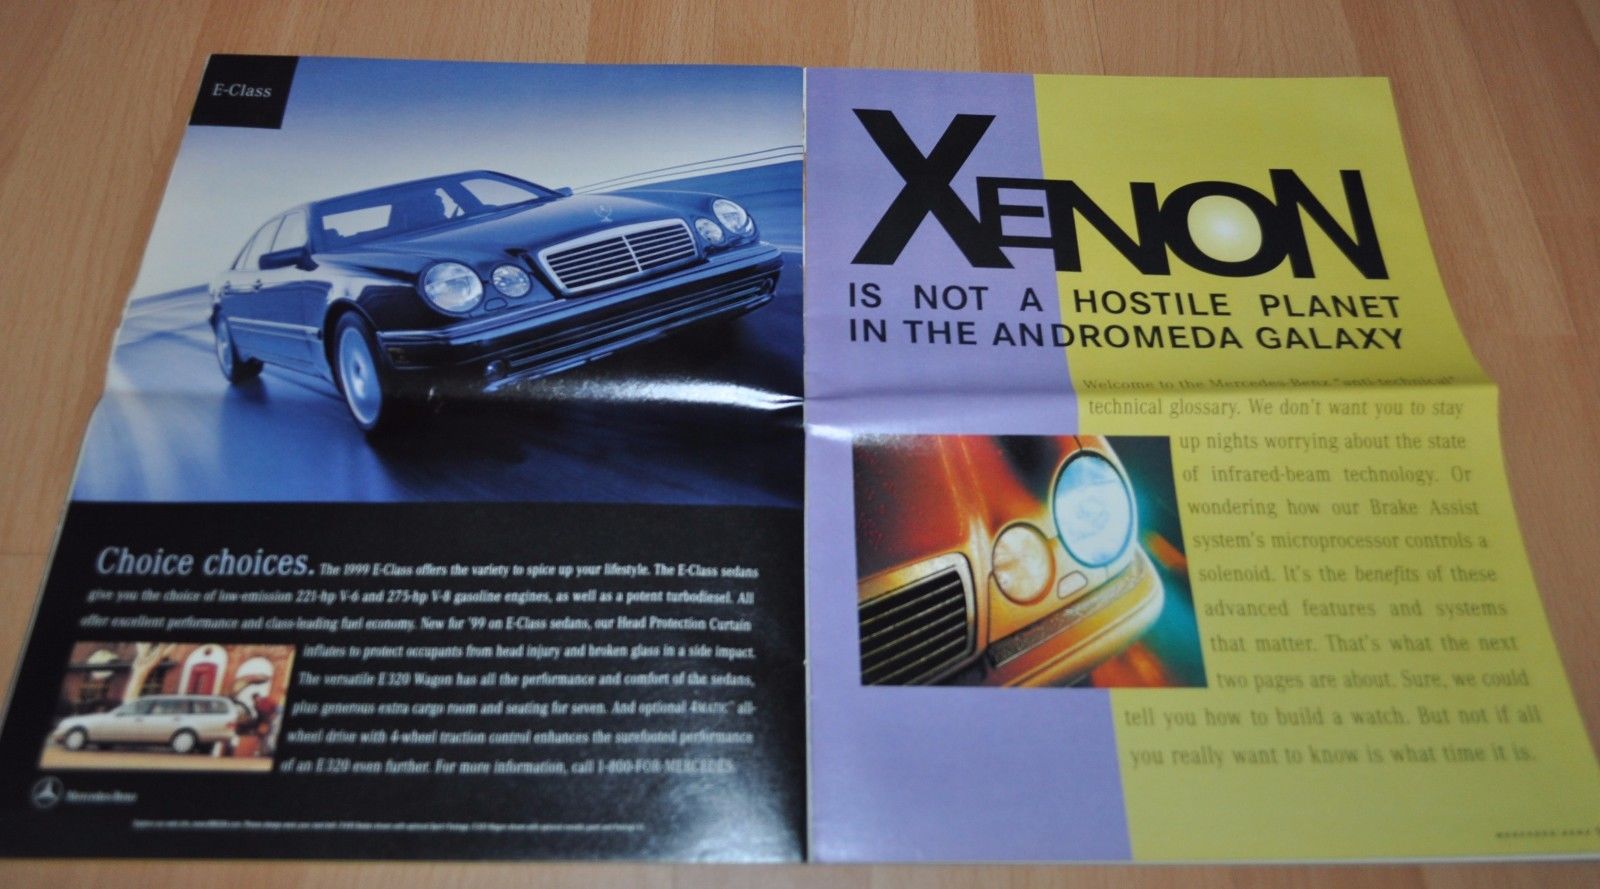 E-Class
Choice choices. The 1999 E-Class offers the variety to spice up your lifestyle. The E-Class sedans
give you the choice of low-emission 221-hp V-6 and 275-hp V-8 gasoline engines, as well as a potent turbodiesel. All
offer excellent performance and class-leading fuel economy. New for '99 on E-Class sedans, our Head Protection Curtain
inflates to protect occupants from head injury and broken glass in a side impact.
The versatile E320 Wagon has all the performance and comfort of the sedans,
plus generous extra cargo room and seating for seven. And optional 4MATIC all-
wheel drive with 4-wheel traction control enhances the surefooted performance
of an E320 even further. For more information, call 1-800-FOR-MERCEDES.
Mercedes-Benz
XENON
IS NOT A HOSTILE PLANET
IN THE ANDROMEDA GALAXY
Welcome to the Mercedes-Benz "anti-technical"
technical glossary. We don't want you to stay
up nights worrying about the state
of infrared-beam technology. Or
wondering how our Brake Assist
system's microprocessor controls a
solenoid. It's the benefits of these
advanced features and systems
that matter. That's what the next
two pages are about. Sure, we could
tell you how to build a watch. But not if all
you really want to know is what time it is.
MERCEDES-BENZ